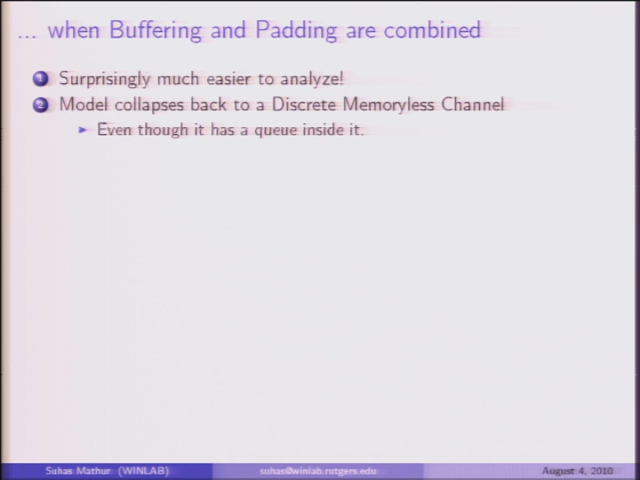 ... when Buffering and Padding are combined
1 Surprisingly much easier to analyze!
2 Model collapses back to a Discrete Memoryless Channel
Even though it has a queue inside it.
Suhas Mathur (WINLAB)
suhas@winlab.rutgers.edu
August 4, 2010